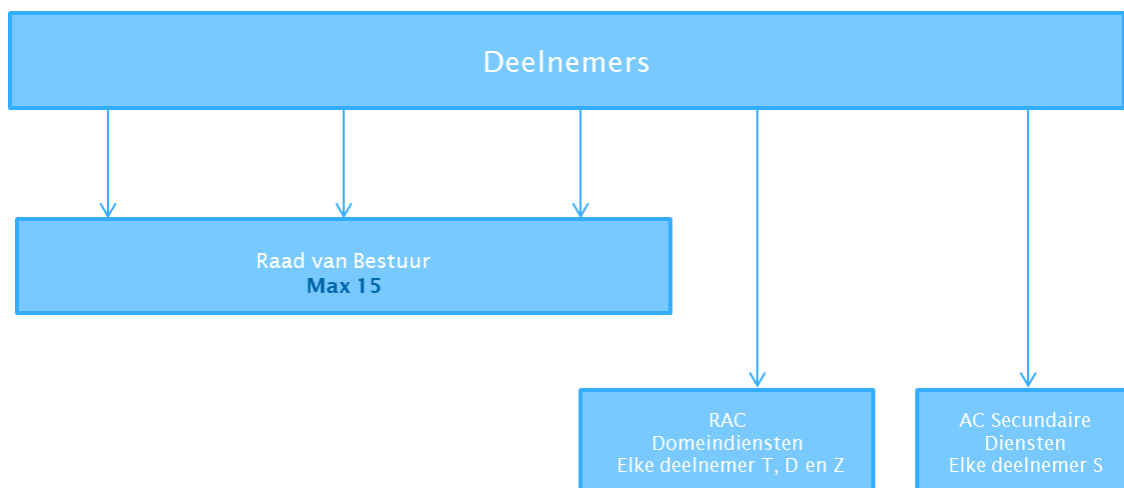 Deelnemers
Raad van Bestuur
Max 15
RAC
Domeindiensten
Elke deelnemer T, D en Z
AC Secundaire
Diensten
Elke deelnemer S